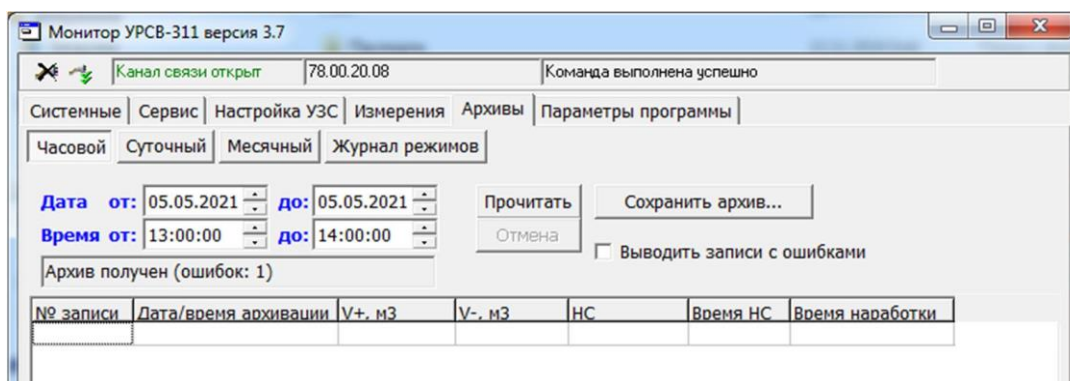 Монитор УРСВ-311 версия 3.7
Канал связи открыт 78.00.20.08 Команда выполнена успешно
Системные Сервис Настройка УЗС Измерения Архивы Параметры программы
Часовой Суточный Месячный Журнал режимов
Дата от: 05.05.2021 до: 05.05.2021 Прочитать Сохранить архив...
Время от: 13:00:00 до: 14:00:00 Отмена
Выводить записи с ошибками
Архив получен (ошибок: 1)
№ записи Дата/время архивации V+, м3 V-, м3 НС Время НС Время наработки